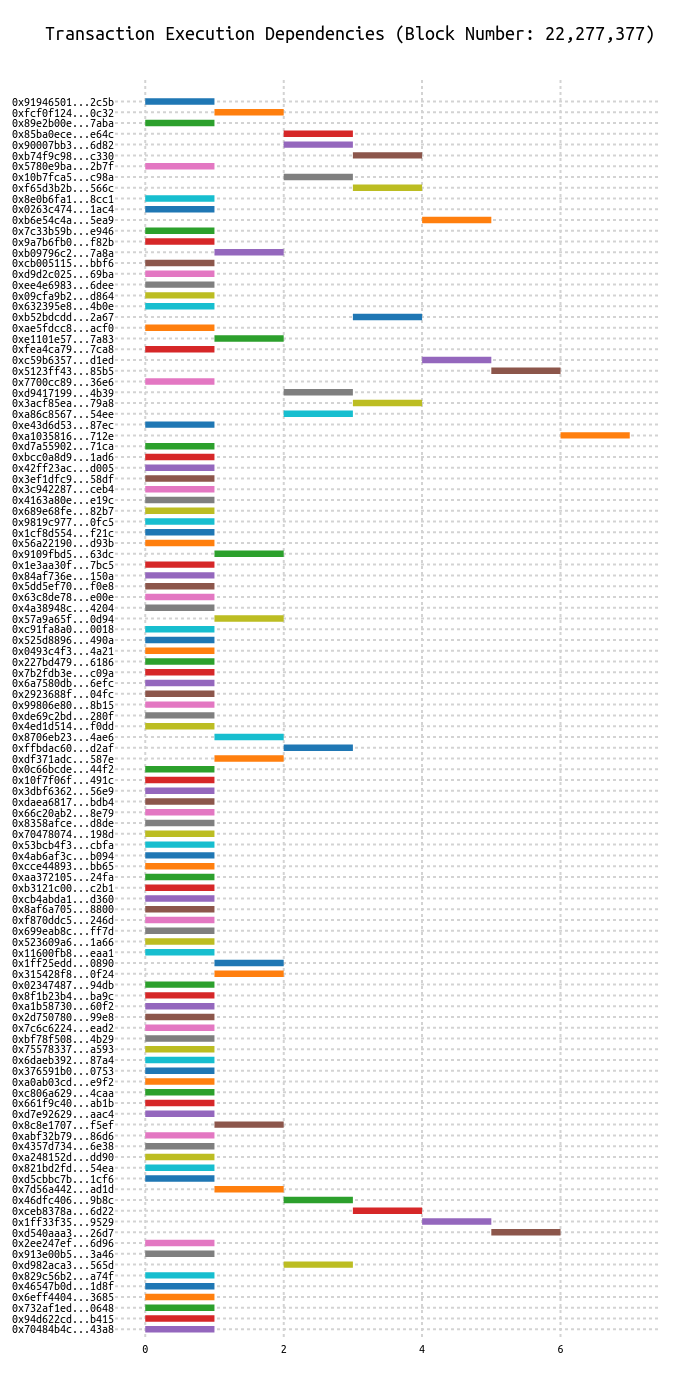 Transaction Execution Dependencies (Block Number: 22,277,377)
0x91946501...2c5b
0xfcf0f124...0c32
0x89e2b00e...7aba
0x85ba0ece...e64c
0x90007bb3...6d82
0xb74f9c98...c330
0x5780e9ba...2b7f
0x10b7fca5...c98a
0xf65d3b2b...566c
0x8e0b6fa1...8cc1
0x0263c474...1ac4
0xb6e54c4a...5ea9
0x7c33b59b...e946
0x9a7b6fb0...f82b
0xb09796c2...7a8a
0xcb005115...bbf6
0xd9d2c025...69ba
0xee4e6983...6dee
0x09cfa9b2...d864
0x632395e8...4b0e
0xb52bdcdd...2a67
0xae5fdcc8...acf0
0xe1101e57...7a83
0xfea4ca79...7ca8
0xc59b6357...d1ed
0x5123ff43...85b5
0x7700cc89...36e6
0xd9417199...4b39
0x3acf85ea...79a8
0xa86c8567...54ee
0xe43d6d53...87ec
0xa1035816...712e
0xd7a55902...71ca
0xbcc0a8d9...1ad6
0x42ff23ac...d005
0x3ef1dfc9...58df
0x3c942287...ceb4
0x4163a80e...e19c
0x689e68fe...82b7
0x9819c977...0fc5
0x1cf8d554...f21c
0x56a22190...d93b
0x9109fbd5...63dc
0x1e3aa30f...7bc5
0x84af736e...150a
0x5dd5ef70...f0e8
0x63c8de78...e00e
0x4a38948c...4204
0x57a9a65f...0d94
0xc91fa8a0...0018
0x525d8896...490a
0x0493c4f3...4a21
0x227bd479...6186
0x7b2fdb3e...c09a
0x6a7580db...6efc
0x2923688f...04fc
0x99806e80...8b15
0xde69c2bd...280f
0x4ed1d514...f0dd
0x8706eb23...4ae6
0xffbdac60...d2af
0xdf371adc...587e
0x0c66bcde...44f2
0x10f7f06f...491c
0x3dbf6362...56e9
0xdaea6817...bdb4
0x66c20ab2...8e79
0x8358afce...d8de
0x70478074...198d
0x53bcb4f3...cbfa
0x4ab6af3c...b094
0xcce44893...bb65
0xaa372105...24fa
0xb3121c00...c2b1
0xcb4abda1...d360
0x8af6a705...8800
0xf870ddc5...246d
0x699eab8c...ff7d
0x523609a6...1a66
0x11600fb8...eaa1
0x1ff25edd...0890
0x315428f8...0f24
0x02347487...94db
0x8f1b23b4...ba9c
0xa1b58730...60f2
0x2d750780...99e8
0x7c6c6224...ead2
0xbf78f508...4b29
0x75578337...a593
0x6daeb392...87a4
0x376591b0...0753
0xa0ab03cd...e9f2
0xc806a629...4caa
0x661f9c40...ab1b
0xd7e92629...aac4
0x8c8e1707...f5ef
0xabf32b79...86d6
0x4357d734...6e38
0xa248152d...dd90
0x821bd2fd...54ea
0xd5cbbc7b...1cf6
0x7d56a442...ad1d
0x46dfc406...9b8c
0xceb8378a...6d22
0x1ff33f35...9529
0xd540aaa3...26d7
0x2ee247ef...6d96
0x913e00b5...3a46
0xd982aca3...565d
0x829c56b2...a74f
0x46547b0d...1d8f
0x6eff4404...3685
0x732af1ed...0648
0x94d622cd...b415
0x70484b4c...43a8
0 2 4 6